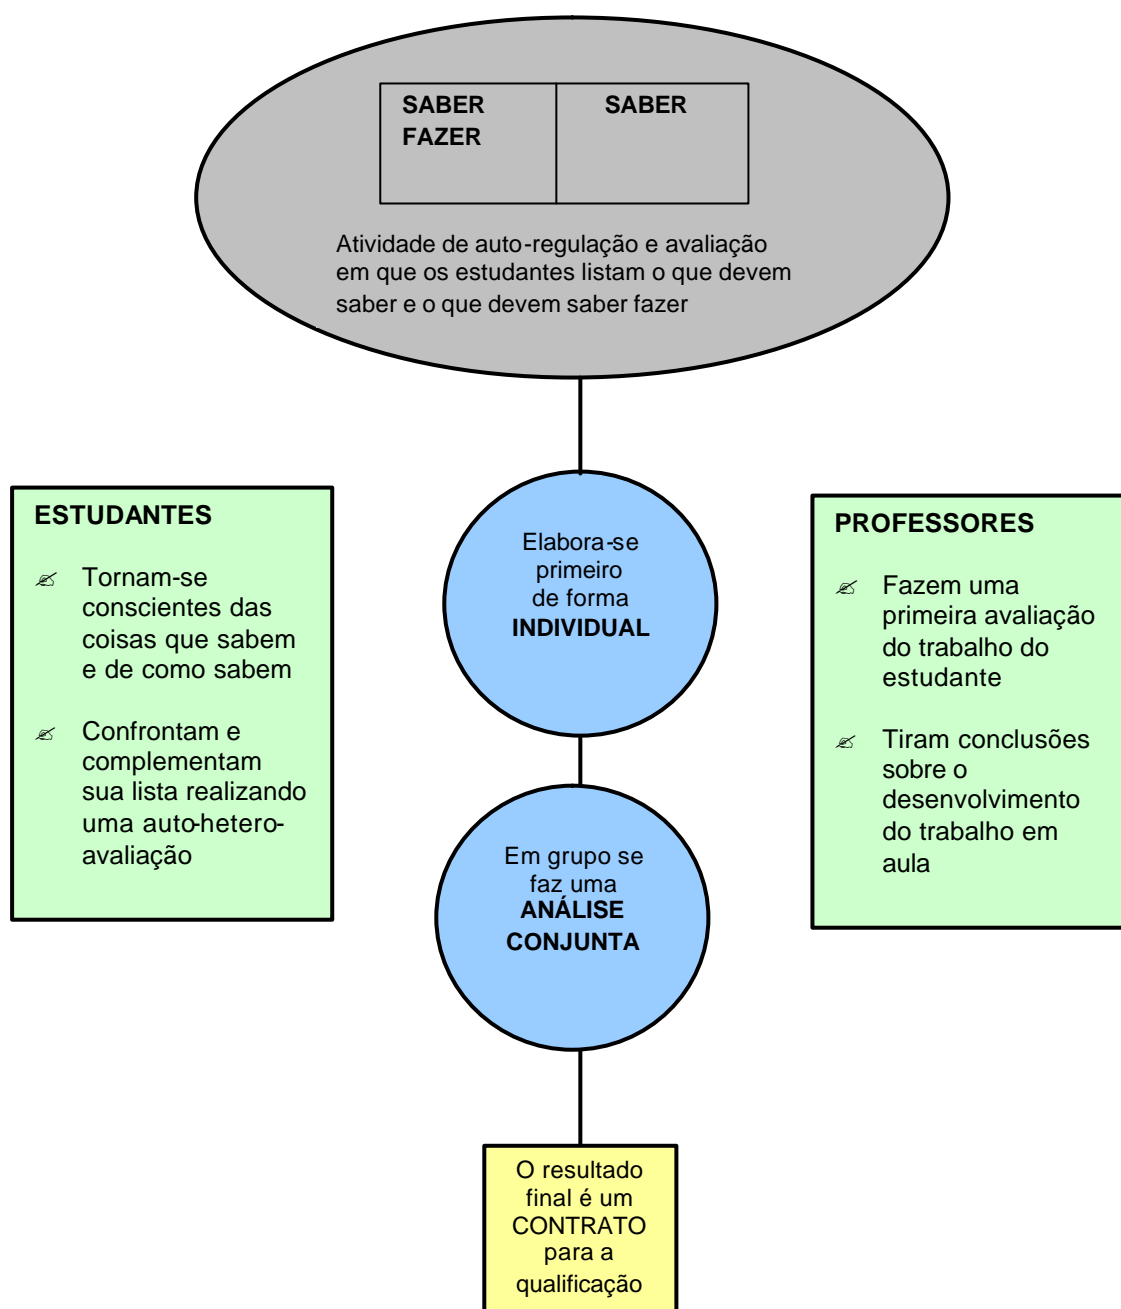 SABER
FAZER
SABER
Atividade de auto-regulação e avaliação
em que os estudantes listam o que devem
saber e o que devem saber fazer
ESTUDANTES
Tornam-se
conscientes das
coisas que sabem
e de como sabem
Confrontam e
complementam
sua lista realizando
uma auto-hetero-
avaliação
Elabora-se
primeiro
de forma
INDIVIDUAL
Em grupo se
faz uma
ANÁLISE
CONJUNTA
PROFESSORES
Fazem uma
primeira avaliação
do trabalho do
estudante
Tiram conclusões
sobre o
desenvolvimento
do trabalho em
aula
O resultado
final é um
CONTRATO
para a
qualificação